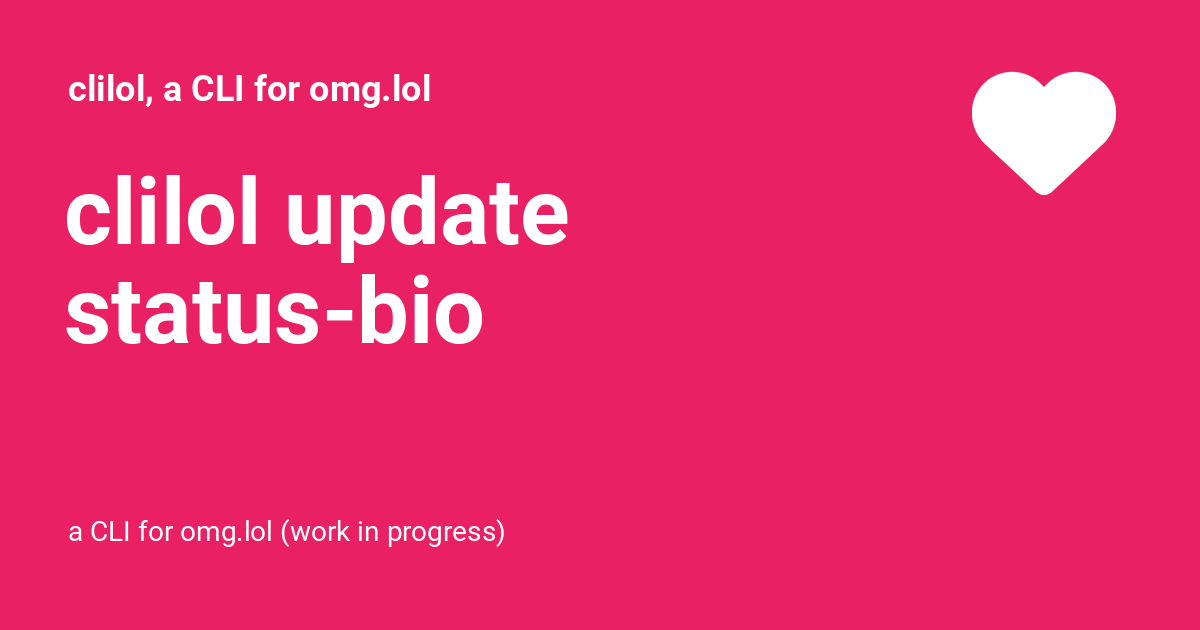 clilol, a CLI for omg.lol
clilol update
status-bio
a CLI for omg.lol (work in progress)